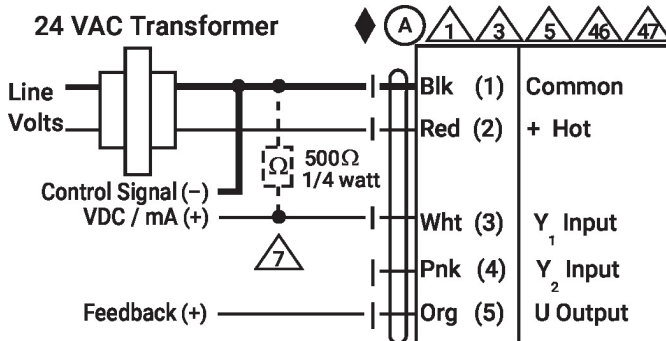 24 VAC Transformer
A 1 3 5 46 47
Line
Volts
Blk (1) Common
Red (2) + Hot
Ω 500Ω
1/4 watt
Control Signal (−)
VDC / mA (+)
7
Wht (3) Y1 Input
Pnk (4) Y2 Input
Feedback (+)
Org (5) U Output